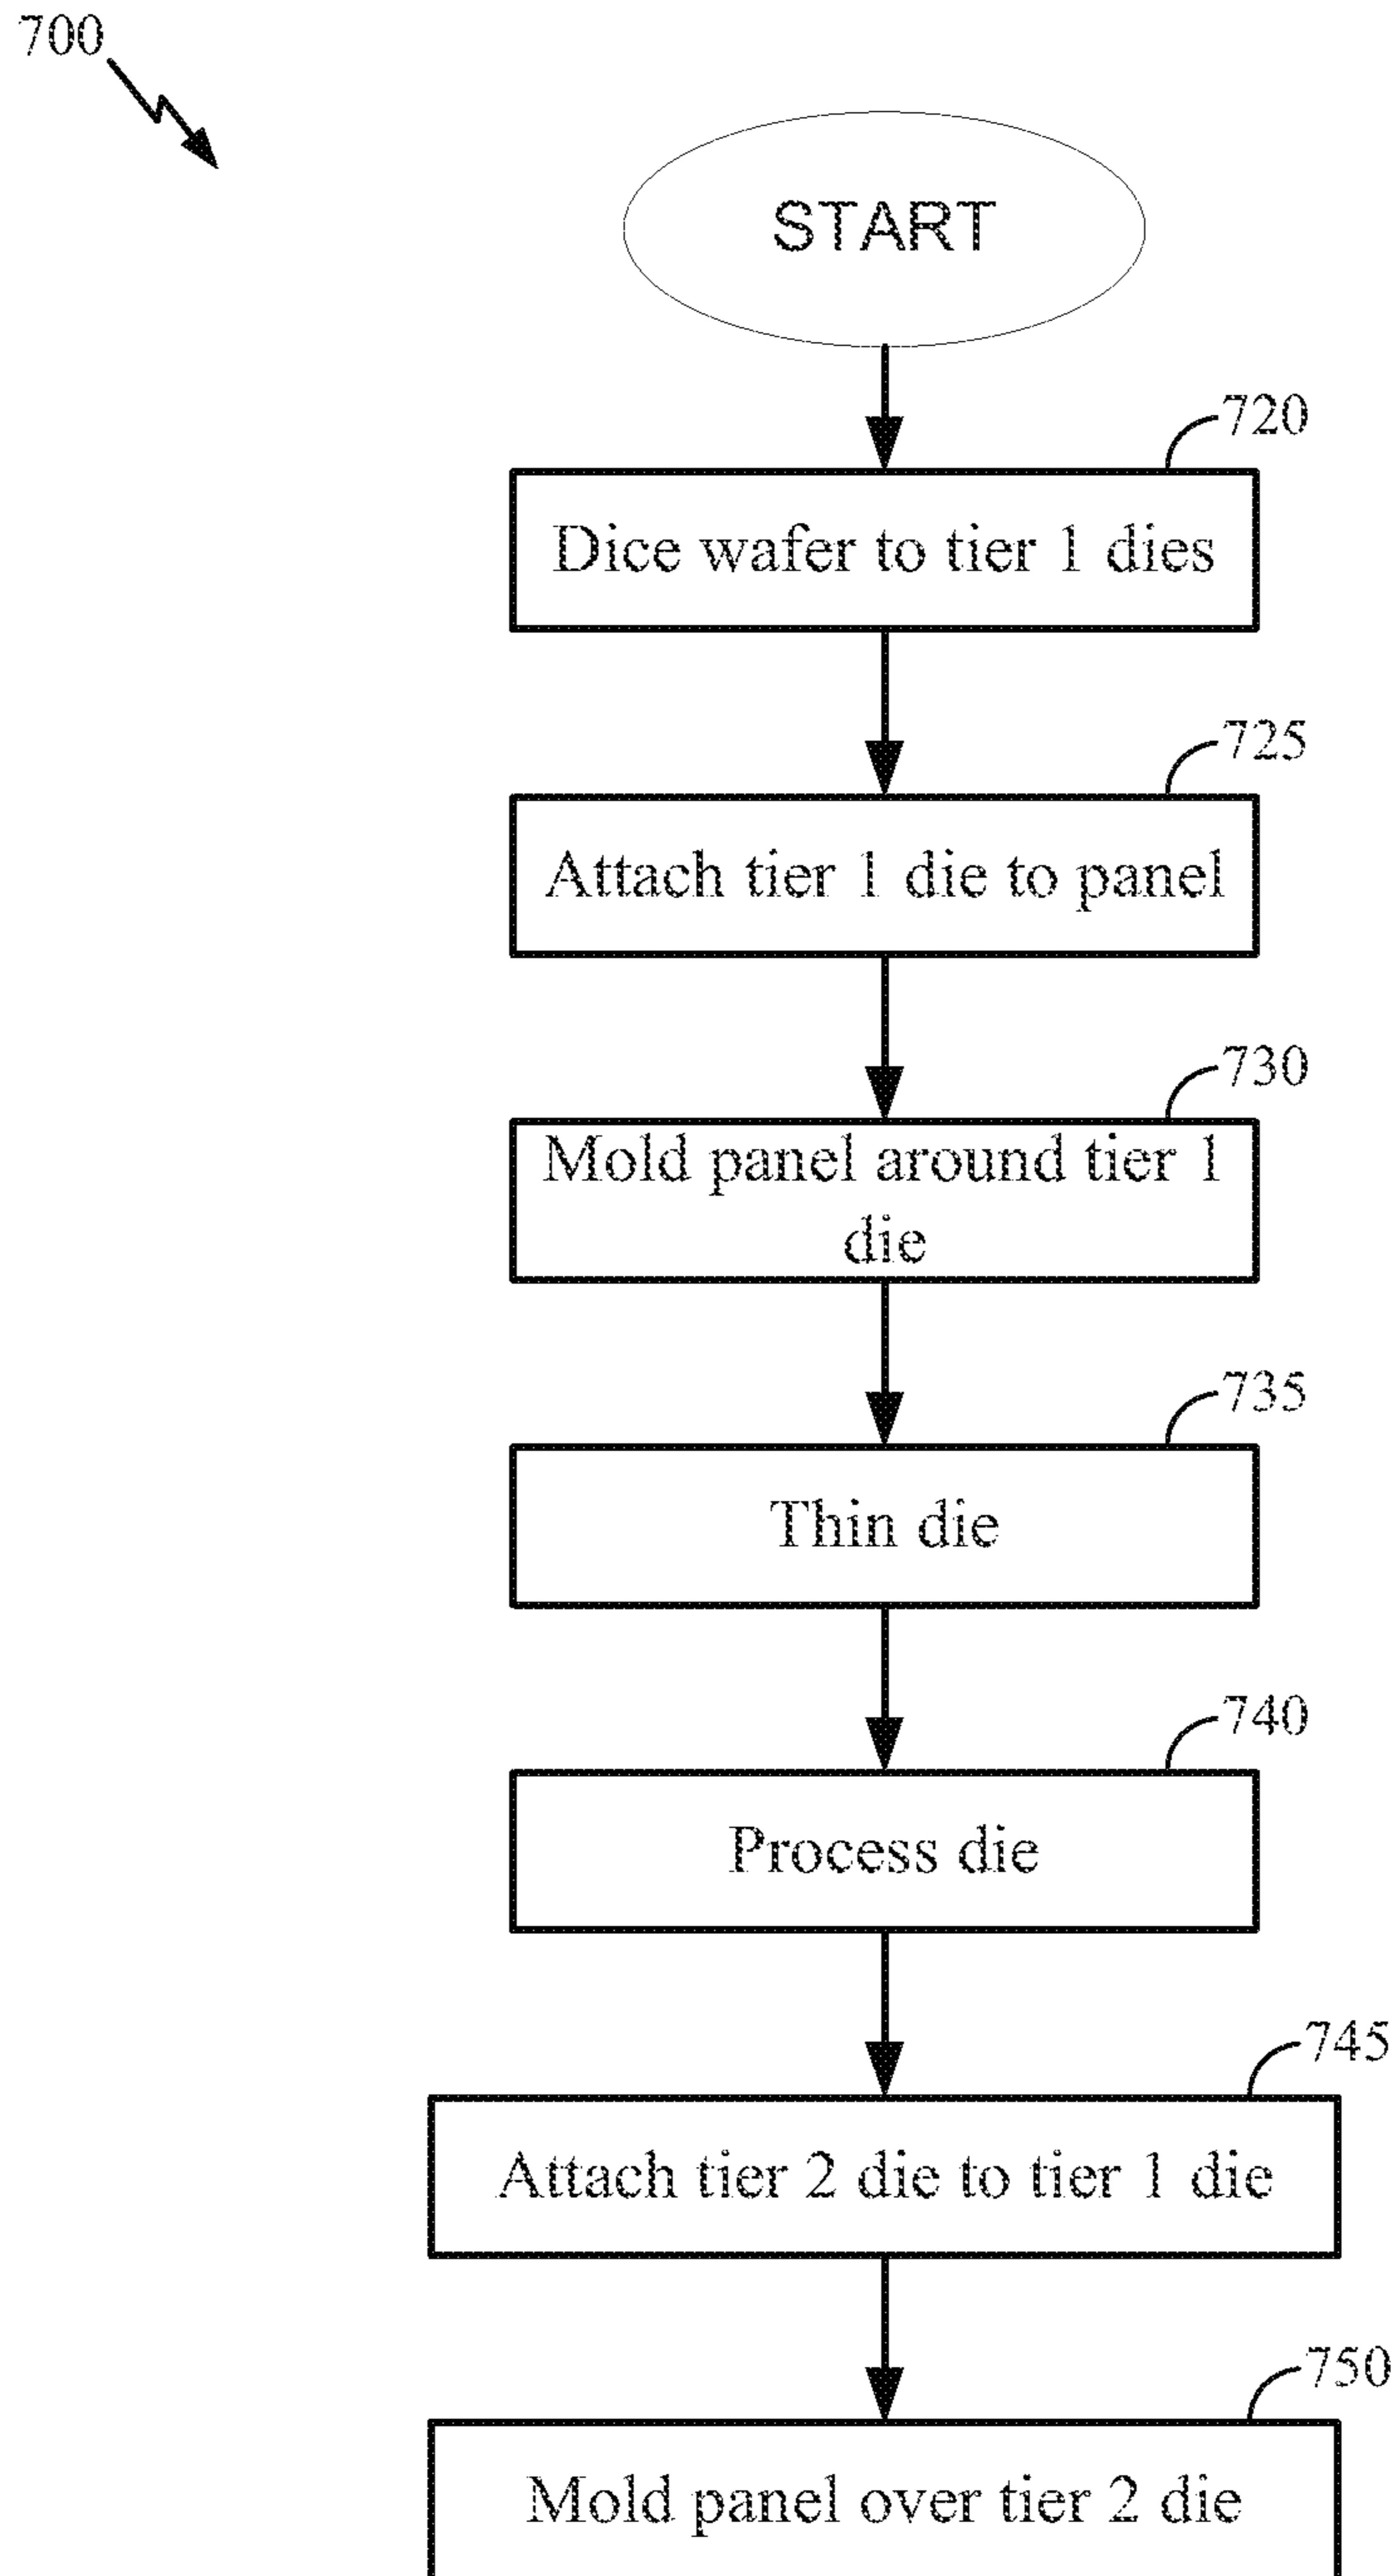 700
START
720
Dice wafer to tier 1 dies
725
Attach tier 1 die to panel
730
Mold panel around tier 1
die
735
Thin die
740
Process die
745
Attach tier 2 die to tier 1 die
750
Mold panel over tier 2 die